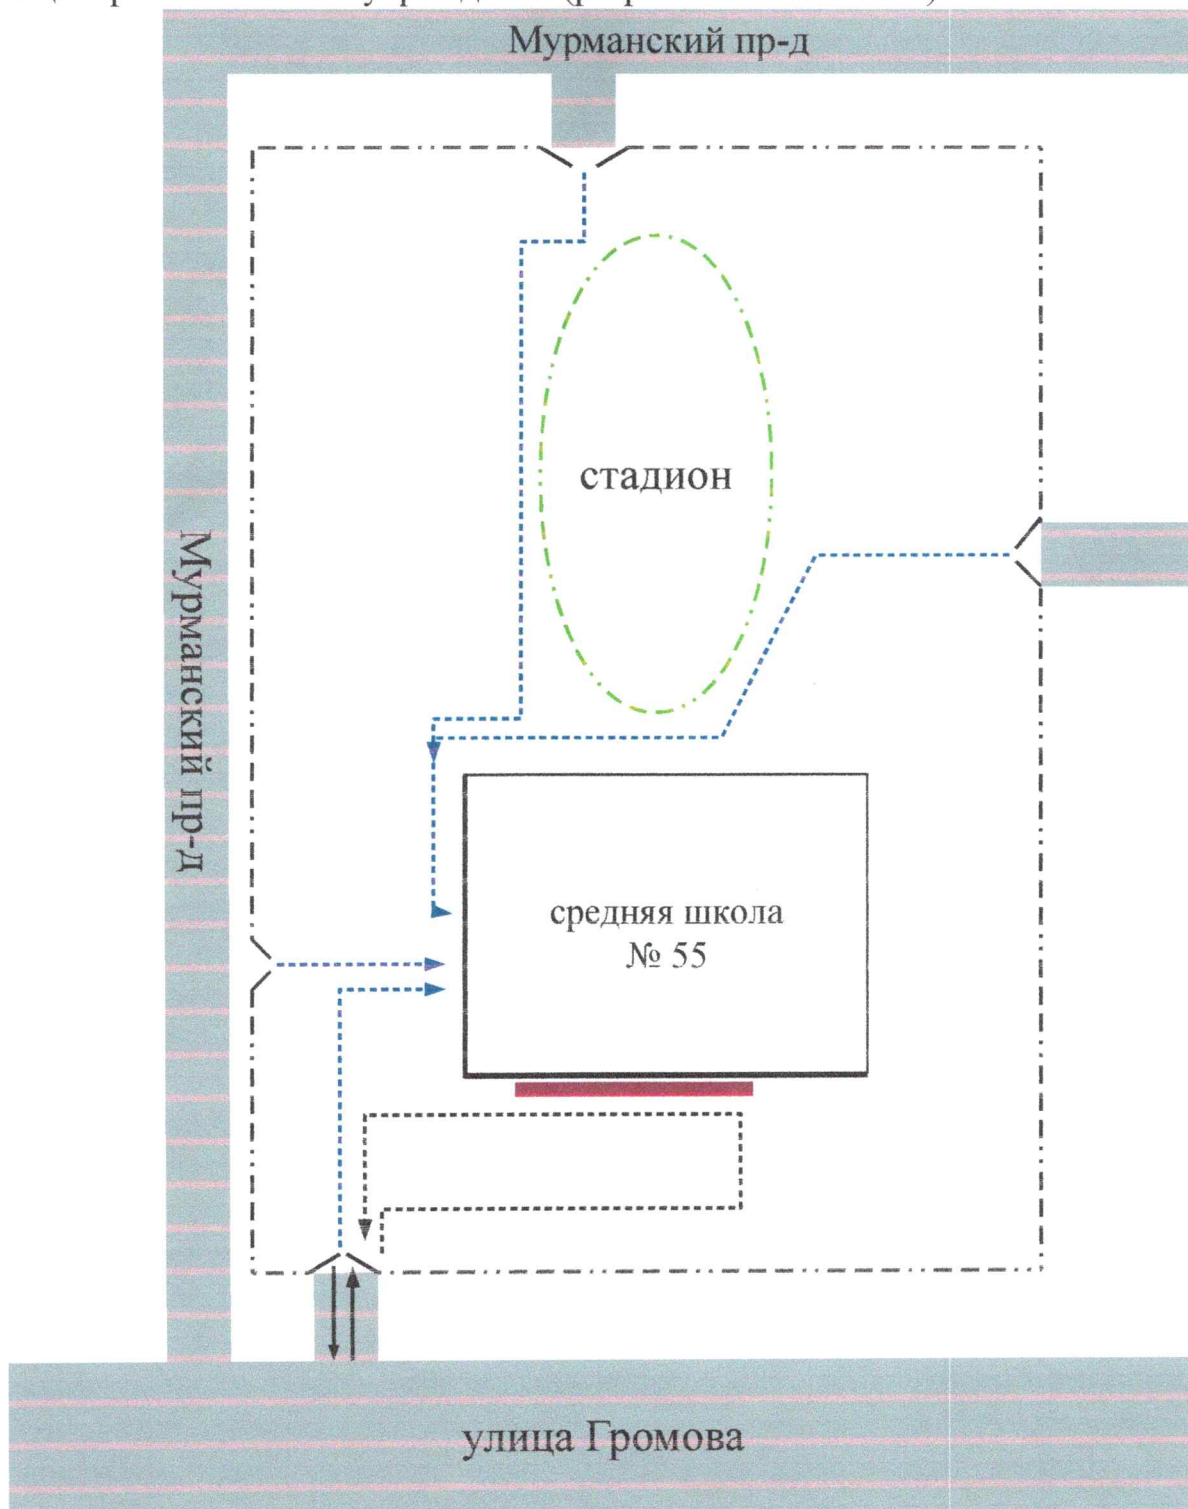 Мурманский пр-д
стадион
Мурманский пр-д
средняя школа
№ 55
улица Громова